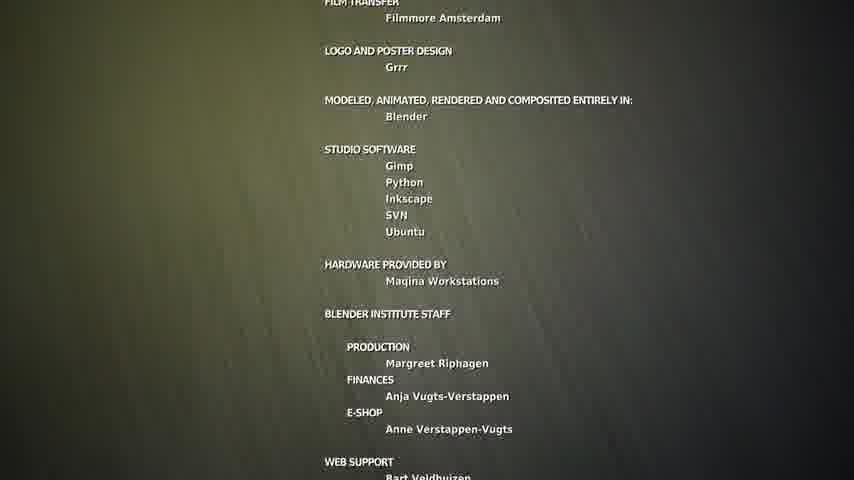 FILM TRANSFER
Filmmore Amsterdam
LOGO AND POSTER DESIGN
Grrr
MODELED, ANIMATED, RENDERED AND COMPOSITED ENTIRELY IN:
Blender
STUDIO SOFTWARE
Gimp
Python
Inkscape
SVN
Ubuntu
HARDWARE PROVIDED BY
Maqina Workstations
BLENDER INSTITUTE STAFF
PRODUCTION
Margreet Riphagen
FINANCES
Anja Vugts-Verstappen
E-SHOP
Anne Verstappen-Vugts
WEB SUPPORT
Bart Veldhuizen